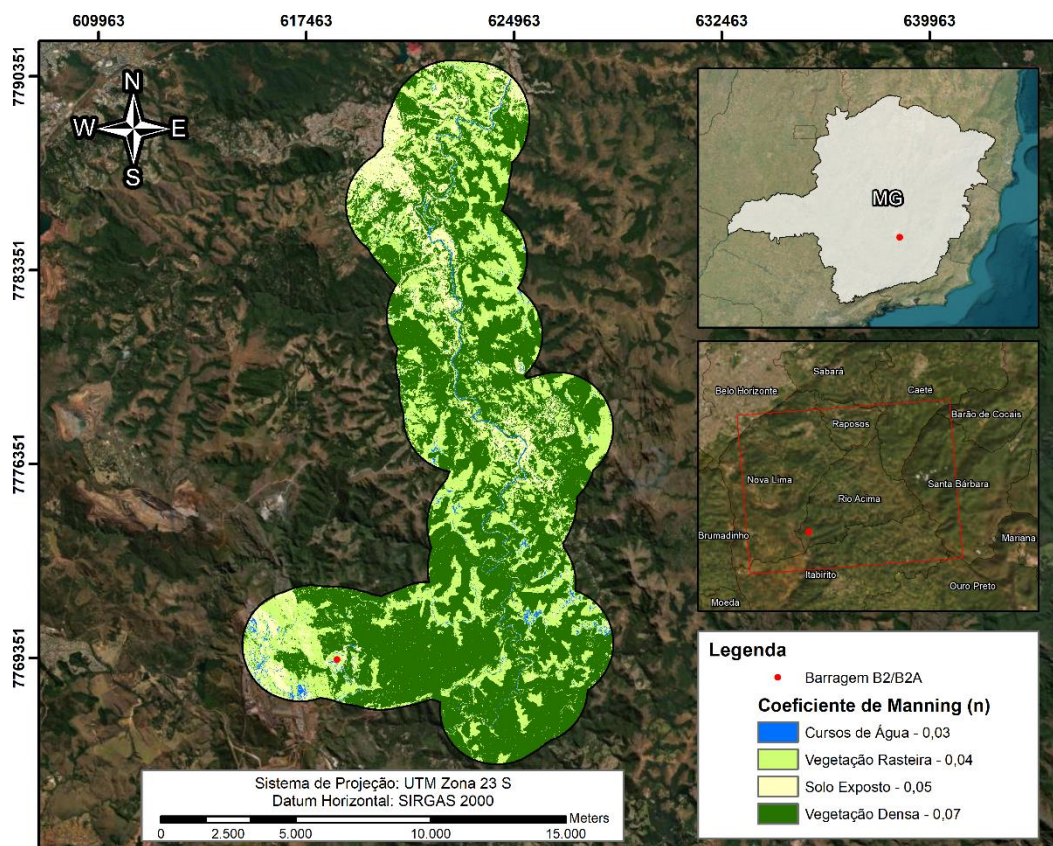 609963
617463
624963
632463
639963
7790351
7783351
7776351
7769351
N
W
E
S
MG
Sabará
Belo Horizonte
Caeté
Barão de Cocais
Raposos
Nova Lima
Santa Bárbara
Rio Acima
Brumadinho
Mariana
Itabirito
Ouro Preto
Moeda
Legenda
Barragem B2/B2A
Coeficiente de Manning (n)
Cursos de Água - 0,03
Vegetação Rasteira - 0,04
Solo Exposto - 0,05
Vegetação Densa - 0,07
Sistema de Projeção: UTM Zona 23 S
Datum Horizontal: SIRGAS 2000
Meters
0 2.500 5.000 10.000 15.000